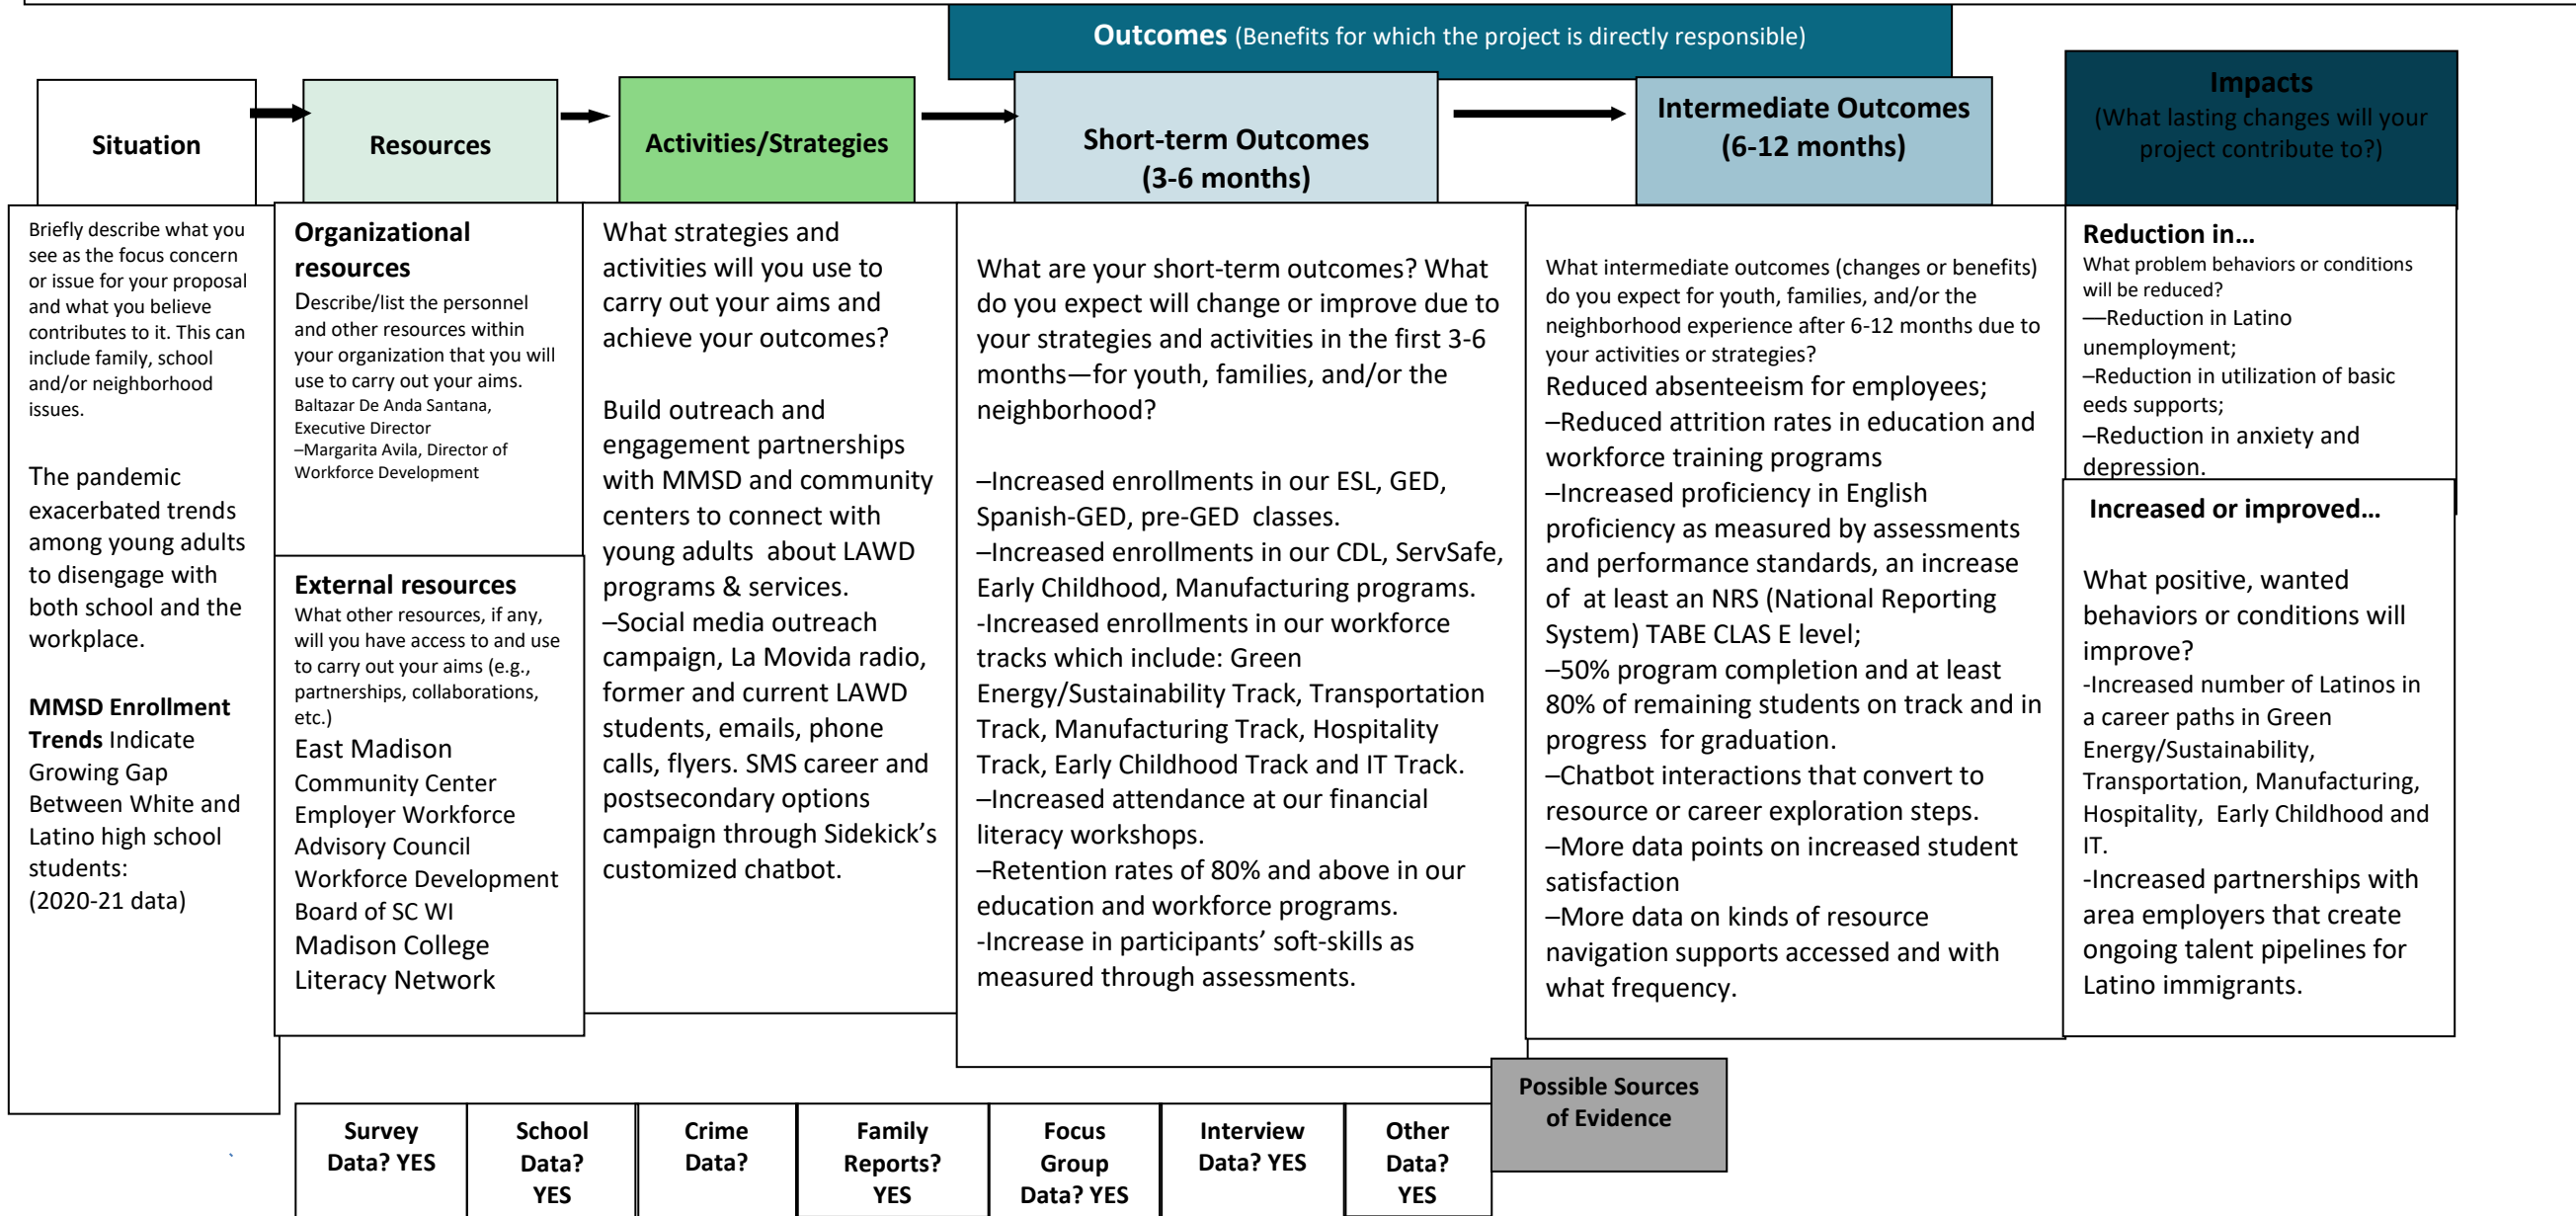 Outcomes (Benefits for which the project is directly responsible)
Situation
Resources
Activities/Strategies
Short-term Outcomes
(3-6 months)
Intermediate Outcomes
(6-12 months)
Impacts
(What lasting changes will your
project contribute to?)
Briefly describe what you
see as the focus concern
or issue for your proposal
and what you believe
contributes to it. This can
include family, school
and/or neighborhood
issues.
The pandemic
exacerbated trends
among young adults
to disengage with
both school and the
workplace.
MMSD Enrollment
Trends Indicate
Growing Gap
Between White and
Latino high school
students:
(2020-21 data)
Organizational
resources
Describe/list the personnel
and other resources within
your organization that you will
use to carry out your aims.
Baltazar De Anda Santana,
Executive Director
–Margarita Avila, Director of
Workforce Development
External resources
What other resources, if any,
will you have access to and use
to carry out your aims (e.g.,
partnerships, collaborations,
etc.)
East Madison
Community Center
Employer Workforce
Advisory Council
Workforce Development
Board of SC WI
Madison College
Literacy Network
What strategies and
activities will you use to
carry out your aims and
achieve your outcomes?
Build outreach and
engagement partnerships
with MMSD and community
centers to connect with
young adults  about LAWD
programs & services.
–Social media outreach
campaign, La Movida radio,
former and current LAWD
students, emails, phone
calls, flyers. SMS career and
postsecondary options
campaign through Sidekick’s
customized chatbot.
What are your short-term outcomes? What
do you expect will change or improve due to
your strategies and activities in the first 3-6
months—for youth, families, and/or the
neighborhood?
–Increased enrollments in our ESL, GED,
Spanish-GED, pre-GED  classes.
–Increased enrollments in our CDL, ServSafe,
Early Childhood, Manufacturing programs.
-Increased enrollments in our workforce
tracks which include: Green
Energy/Sustainability Track, Transportation
Track, Manufacturing Track, Hospitality
Track, Early Childhood Track and IT Track.
–Increased attendance at our financial
literacy workshops.
–Retention rates of 80% and above in our
education and workforce programs.
-Increase in participants’ soft-skills as
measured through assessments.
What intermediate outcomes (changes or benefits)
do you expect for youth, families, and/or the
neighborhood experience after 6-12 months due to
your activities or strategies?
Reduced absenteeism for employees;
–Reduced attrition rates in education and
workforce training programs
–Increased proficiency in English
proficiency as measured by assessments
and performance standards, an increase
of  at least an NRS (National Reporting
System) TABE CLAS E level;
–50% program completion and at least
80% of remaining students on track and in
progress  for graduation.
–Chatbot interactions that convert to
resource or career exploration steps.
–More data points on increased student
satisfaction
–More data on kinds of resource
navigation supports accessed and with
what frequency.
Reduction in…
What problem behaviors or conditions
will be reduced?
—Reduction in Latino
unemployment;
–Reduction in utilization of basic
eeds supports;
–Reduction in anxiety and
depression.
Increased or improved…
What positive, wanted
behaviors or conditions will
improve?
-Increased number of Latinos in
a career paths in Green
Energy/Sustainability,
Transportation, Manufacturing,
Hospitality,  Early Childhood and
IT.
-Increased partnerships with
area employers that create
ongoing talent pipelines for
Latino immigrants.
Possible Sources
of Evidence
Survey
Data? YES
School
Data?
YES
Crime
Data?
Family
Reports?
YES
Focus
Group
Data? YES
Interview
Data? YES
Other
Data?
YES